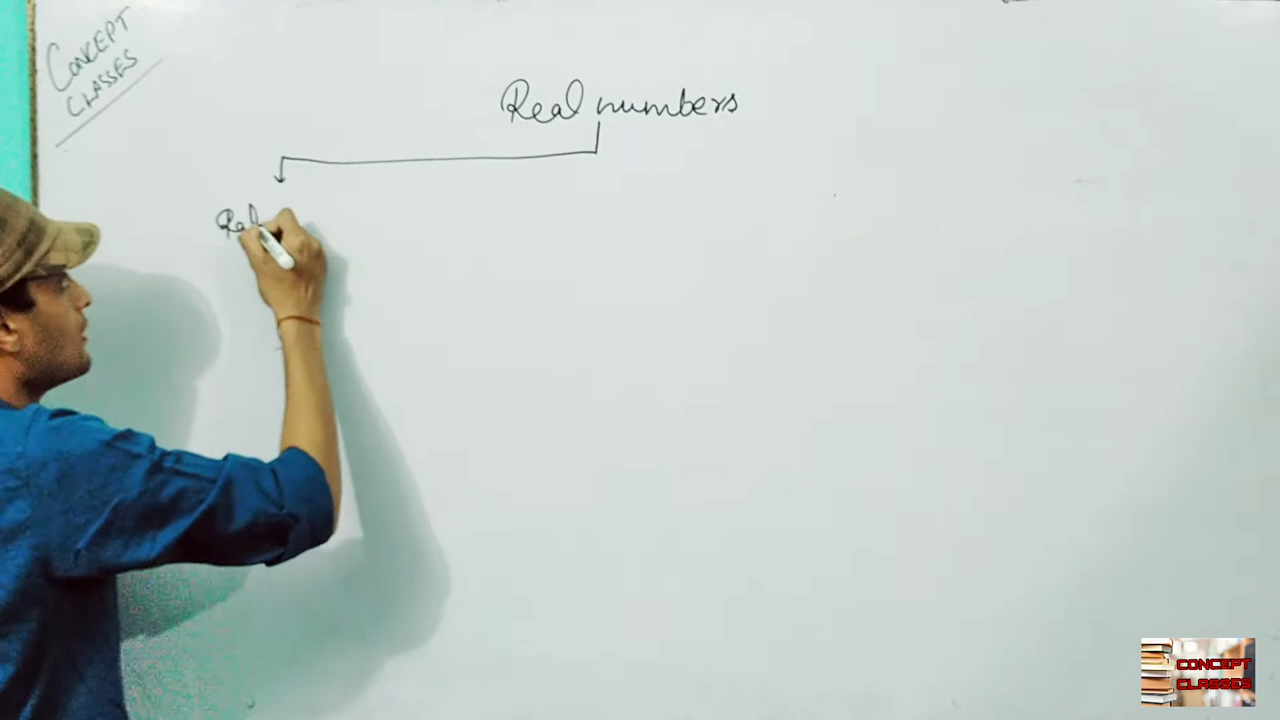 CONCEPT
CLASSES
Real numbers
CONCEPT
CLASSES